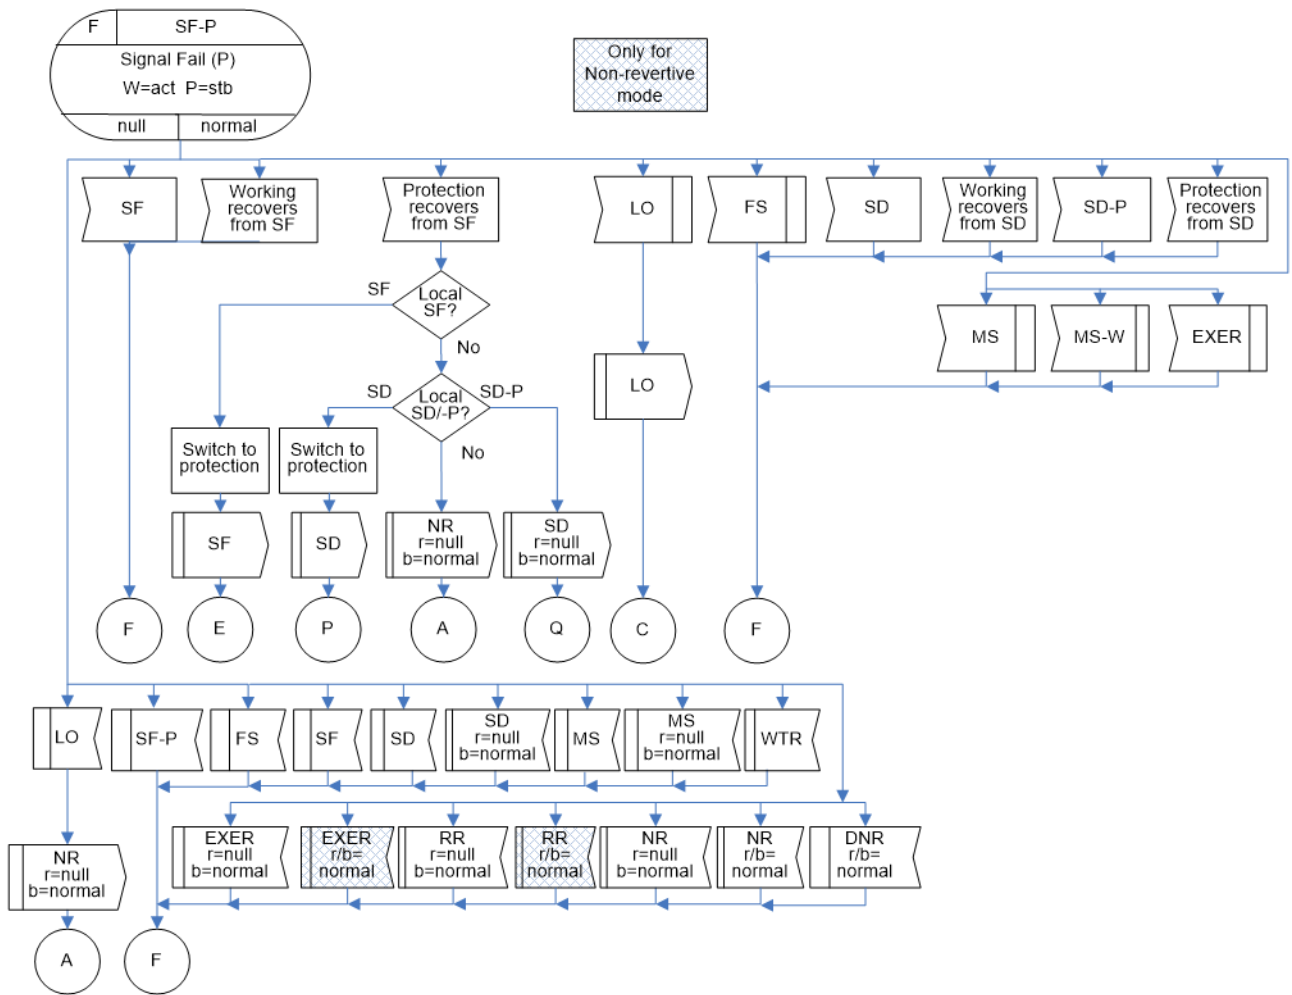 F
SF-P
Signal Fail (P)
W=act  P=stb
null
normal
Only for
Non-revertive
mode
SF
Working
recovers
from SF
Protection
recovers
from SF
LO
FS
SD
Working
recovers
from SD
SD-P
Protection
recovers
from SD
SF
Local
SF?
No
MS
MS-W
EXER
LO
SD
Local
SD/-P?
SD-P
No
Switch to
protection
Switch to
protection
SF
SD
NR
r=null
b=normal
SD
r=null
b=normal
F
E
P
A
Q
C
F
LO
SF-P
FS
SF
SD
SD
r=null
b=normal
MS
MS
r=null
b=normal
WTR
EXER
r=null
b=normal
EXER
r/b=
normal
RR
r=null
b=normal
RR
r/b=
normal
NR
r=null
b=normal
NR
r/b=
normal
DNR
r/b=
normal
NR
r=null
b=normal
A
F